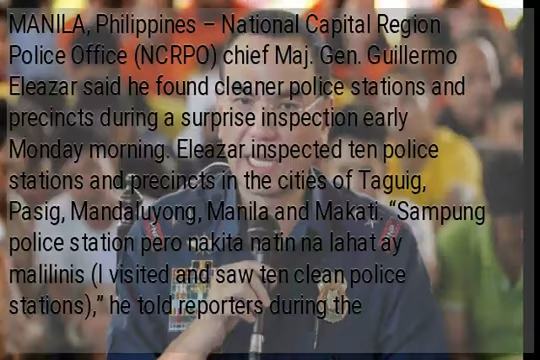 MANILA, Philippines – National Capital Region
Police Office (NCRPO) chief Maj. Gen. Guillermo
Eleazar said he found cleaner police stations and
precincts during a surprise inspection early
Monday morning. Eleazar inspected ten police
stations and precincts in the cities of Taguig,
Pasig, Mandaluyong, Manila and Makati. “Sampung
police station pero nakita natin na lahat ay
malilinis (I visited and saw ten clean police
stations),” he told reporters during the